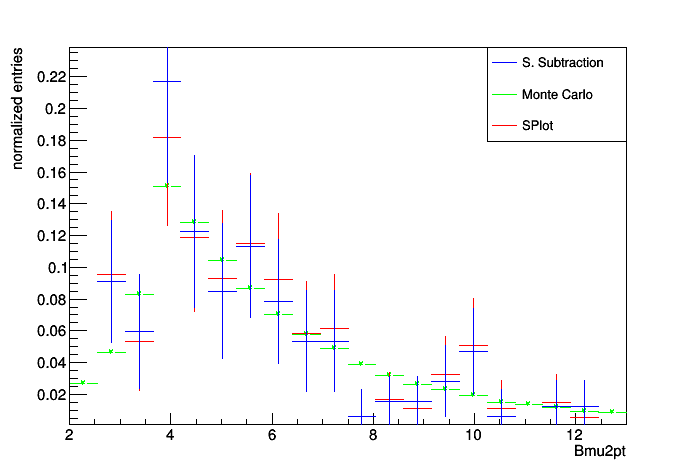 normalized entries
0.22
0.2
0.18
0.16
0.14
0.12
0.1
0.08
0.06
0.04
0.02
S. Subtraction
Monte Carlo
SPlot
2 4 6 8 10 12
Bmu2pt